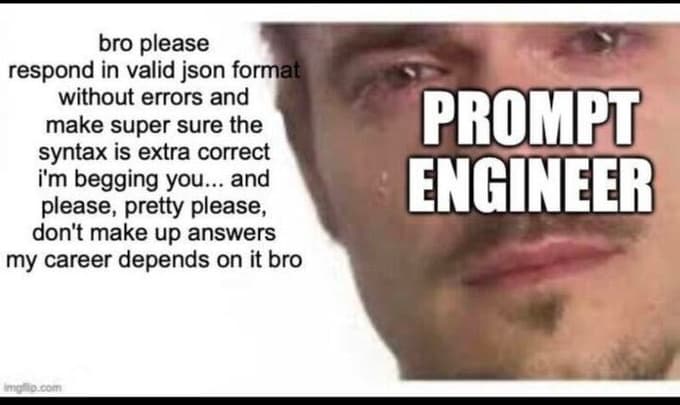 bro please
respond in valid json format
without errors and
make super sure the
syntax is extra correct
i'm begging you... and
please, pretty please,
don't make up answers
my career depends on it bro
PROMPT
ENGINEER
imgflip.com